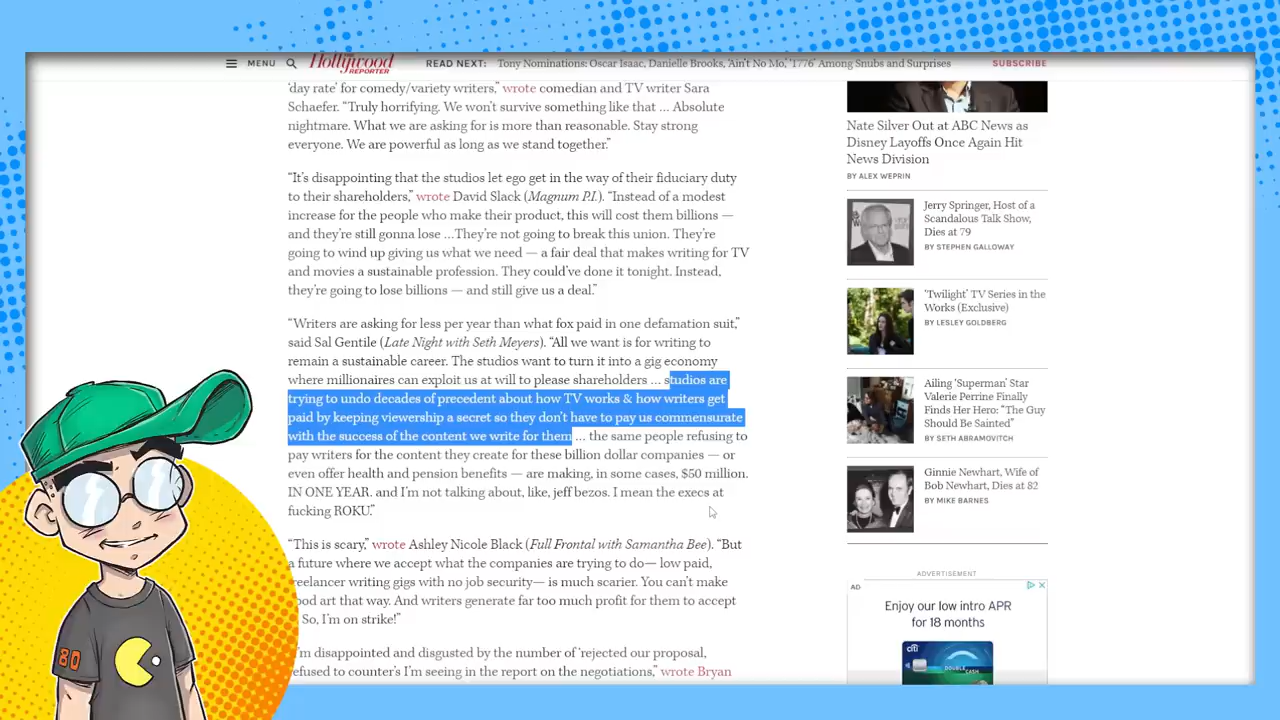 MENU
The Hollywood
REPORTER
READ NEXT: Tony Nominations: Oscar Isaac, Danielle Brooks, 'Ain't No Mo,' '1776' Among Snubs and Surprises
SUBSCRIBE
'day rate' for comedy/variety writers,” wrote comedian and TV writer Sara
Schaefer. “Truly horrifying. We won't survive something like that ... Absolute
nightmare. What we are asking for is more than reasonable. Stay strong
everyone. We are powerful as long as we stand together.”
“It's disappointing that the studios let ego get in the way of their fiduciary duty
to their shareholders,” wrote David Slack (Magnum P.I.). “Instead of a modest
increase for the people who make their product, this will cost them billions —
and they're still gonna lose ...They're not going to break this union. They're
going to wind up giving us what we need — a fair deal that makes writing for TV
and movies a sustainable profession. They could've done it tonight. Instead,
they're going to lose billions — and still give us a deal.”
“Writers are asking for less per year than what fox paid in one defamation suit,”
said Sal Gentile (Late Night with Seth Meyers). “All we want is for writing to
remain a sustainable career. The studios want to turn it into a gig economy
where millionaires can exploit us at will to please shareholders ... studios are
trying to undo decades of precedent about how TV works & how writers get
paid by keeping viewership a secret so they don't have to pay us commensurate
with the success of the content we write for them ... the same people refusing to
pay writers for the content they create for these billion dollar companies — or
even offer health and pension benefits — are making, in some cases, $50 million.
IN ONE YEAR. and I'm not talking about, like, jeff bezos. I mean the execs at
fucking ROKU.”
“This is scary,” wrote Ashley Nicole Black (Full Frontal with Samantha Bee). “But
a future where we accept what the companies are trying to do— low paid,
freelancer writing gigs with no job security— is much scarier. You can't make
good art that way. And writers generate far too much profit for them to accept
So, I'm on strike!”
I'm disappointed and disgusted by the number of 'rejected our proposal,
refused to counter's I'm seeing in the report on the negotiations,” wrote Bryan
Nate Silver Out at ABC News as
Disney Layoffs Once Again Hit
News Division
BY ALEX WEPRIN
Jerry Springer, Host of a
Scandalous Talk Show,
Dies at 79
BY STEPHEN GALLOWAY
'Twilight' TV Series in the
Works (Exclusive)
BY LESLEY GOLDBERG
Ailing 'Superman' Star
Valerie Perrine Finally
Finds Her Hero: “The Guy
Should Be Sainted”
BY SETH ABRAMOVITCH
Ginnie Newhart, Wife of
Bob Newhart, Dies at 82
BY MIKE BARNES
ADVERTISEMENT
AD
Enjoy our low intro APR
for 18 months
citi
DOUBLE
CASH
80